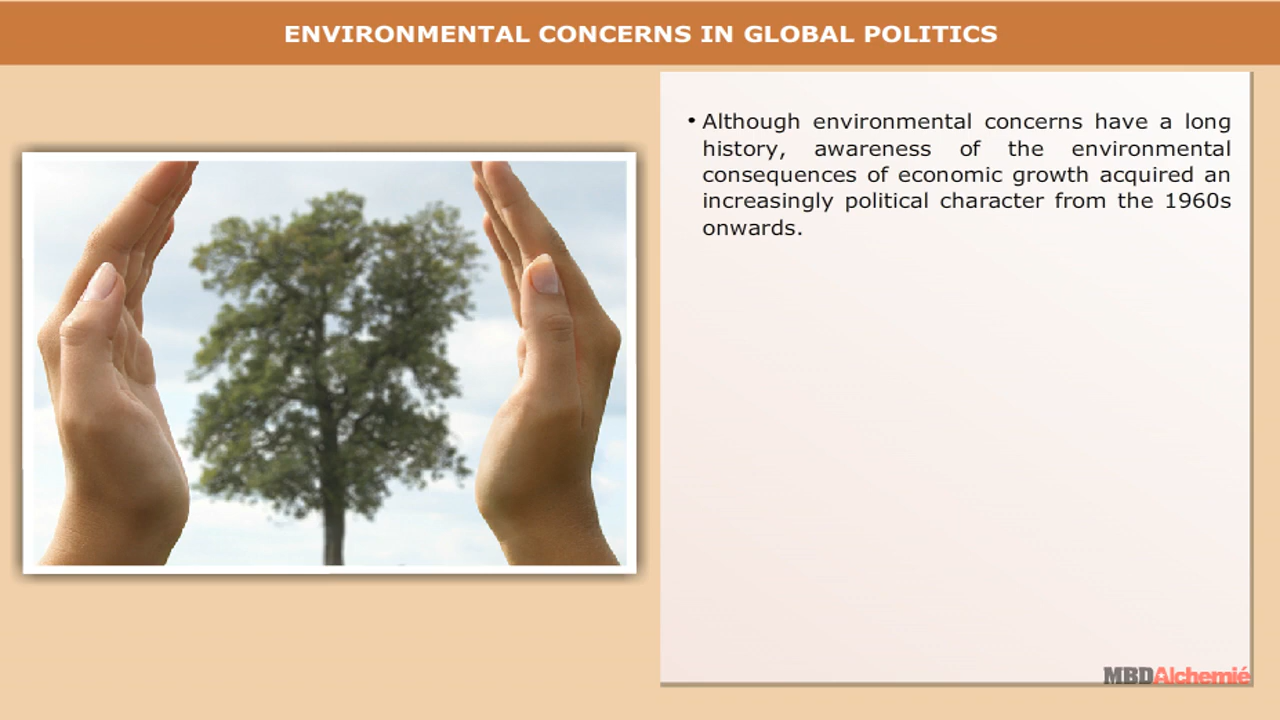 ENVIRONMENTAL CONCERNS IN GLOBAL POLITICS
• Although environmental concerns have a long
history, awareness of the environmental
consequences of economic growth acquired an
increasingly political character from the 1960s
onwards.
MBDAlchemié